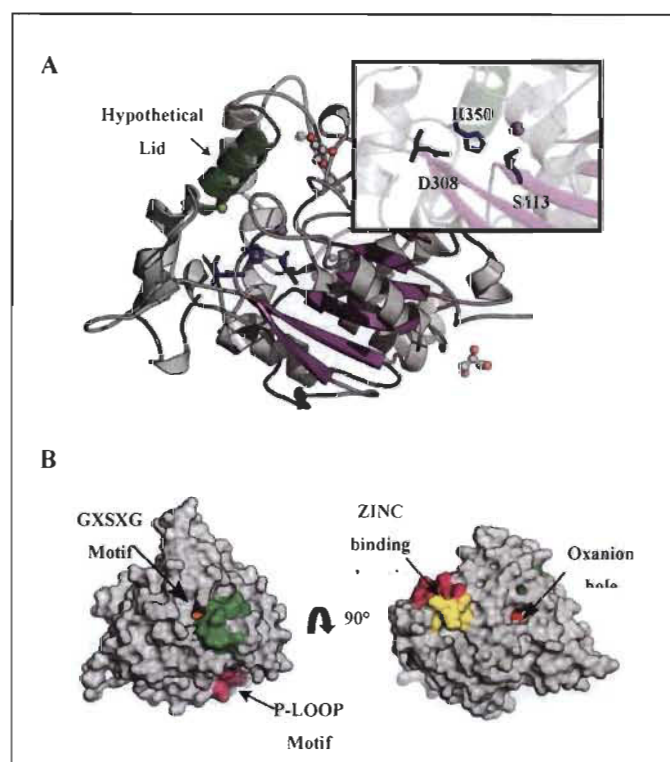 A
Hypothetical
Lid
H350
D308
S113
B
GXSXG
Motif
P-LOOP
Motif
90°
ZINC
binding
Oxanion
hole